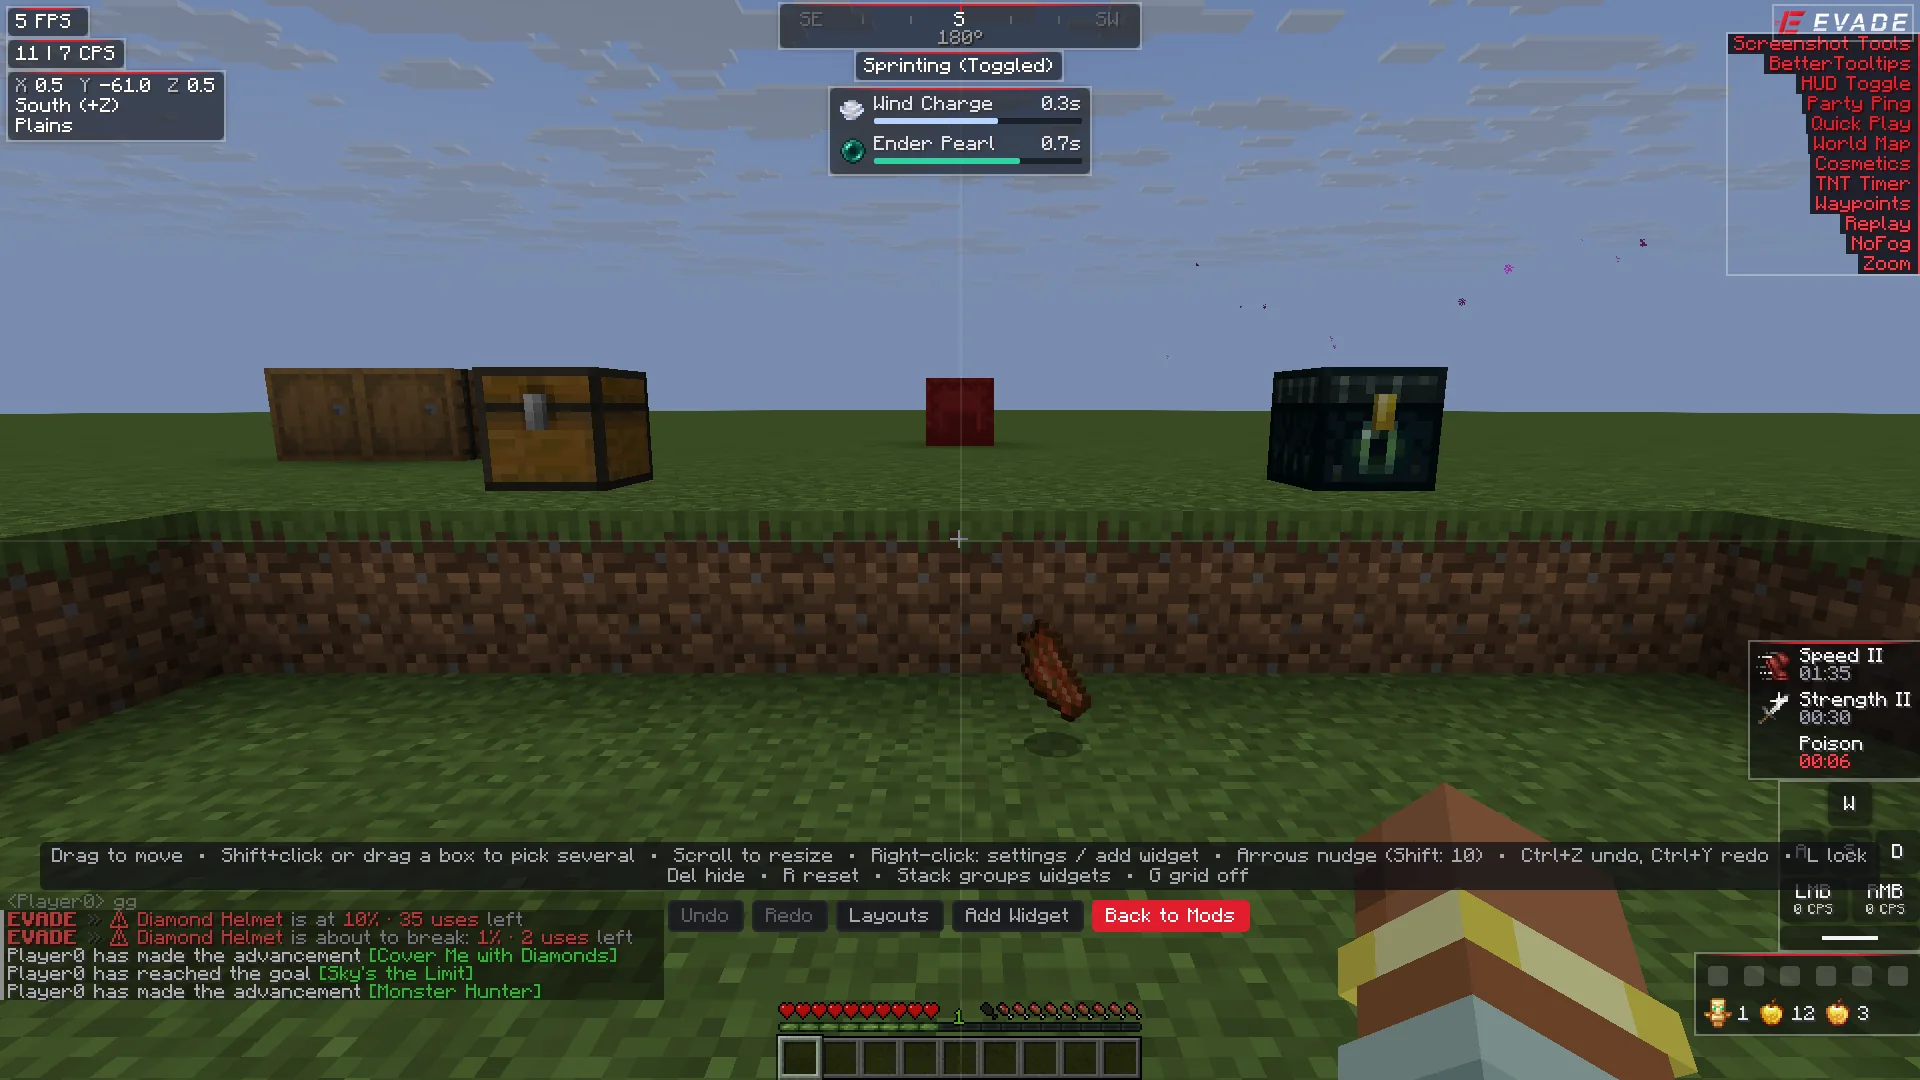 5 FPS
11 | 7 CPS
X 0.5 Y -61.0 Z 0.5
South (+Z)
Plains
SE S SW
180°
Sprinting (Toggled)
Wind Charge 0.3s
Ender Pearl 0.7s
EVADE
Screenshot Tools
BetterTooltips
HUD Toggle
Party Ping
Quick Play
World Map
Cosmetics
TNT Timer
Waypoints
Replay
NoFog
Zoom
Speed II
01:35
Strength II
00:30
Poison
00:06
W
A S D
LMB RMB
0 CPS 0 CPS
Drag to move • Shift+click or drag a box to pick several • Scroll to resize • Right-click: settings / add widget • Arrows nudge (Shift: 10) • Ctrl+Z undo, Ctrl+Y redo • L lock
Del hide • R reset • Stack groups widgets • G grid off
Undo Redo Layouts Add Widget Back to Mods
<Player0> gg
EVADE » ⚠ Diamond Helmet is at 10% · 35 uses left
EVADE » ⚠ Diamond Helmet is about to break: 1% · 2 uses left
Player0 has made the advancement [Cover Me with Diamonds]
Player0 has reached the goal [Sky's the Limit]
Player0 has made the advancement [Monster Hunter]
1
1 12 3